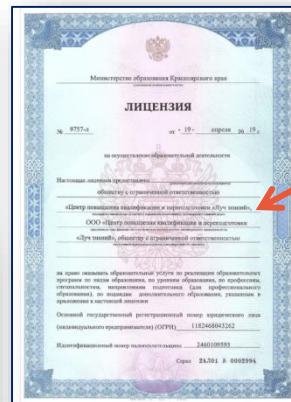 Министерство образования Красноярского края
ЛИЦЕНЗИЯ
№ 9757-л от « 19 » апреля 20 19 г.
на осуществление образовательной деятельности
Настоящая лицензия предоставлена
обществу с ограниченной ответственностью
«Центр повышения квалификации и переподготовки «Луч знаний»,
ООО «Центр повышения квалификации и переподготовки
«Луч знаний», общество с ограниченной ответственностью
на право оказывать образовательные услуги по реализации образовательных
программ по видам образования, по уровням образования, по профессиям,
специальностям, направлениям подготовки (для профессионального
образования), по подвидам дополнительного образования, указанным в
приложении к настоящей лицензии
Основной государственный регистрационный номер юридического лица
(индивидуального предпринимателя) (ОГРН) 1182468043262
Идентификационный номер налогоплательщика 2460109993
Серия 24Л01 № 0002994